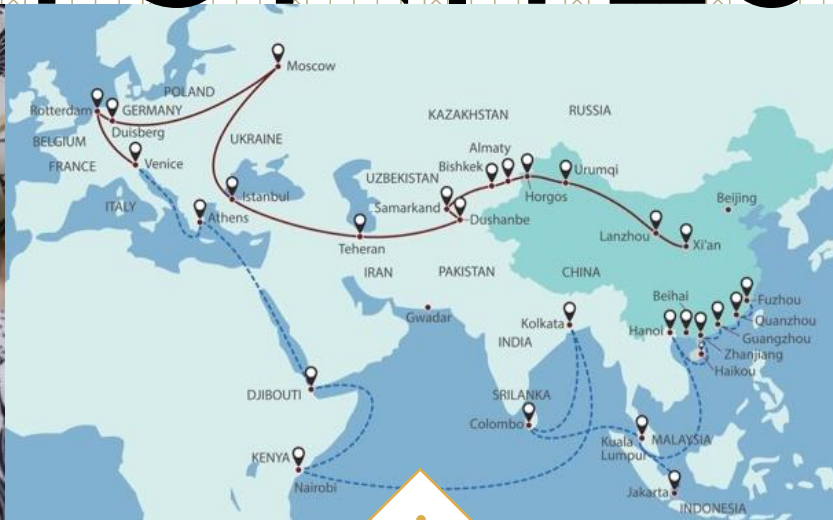 Moscow
POLAND
Rotterdam
GERMANY
Duisberg
BELGIUM
FRANCE
Venice
UKRAINE
KAZAKHSTAN
RUSSIA
Almaty
Bishkek
Urumqi
UZBEKISTAN
Horgos
Istanbul
ITALY
Athens
Samarkand
Dushanbe
Beijing
Lanzhou
Xi'an
Teheran
IRAN
PAKISTAN
CHINA
Gwadar
Beihai
Fuzhou
Kolkata
Hanoi
Quanzhou
INDIA
Guangzhou
Zhanjiang
Haikou
DJIBOUTI
SRILANKA
Colombo
Kuala
Lumpur
MALAYSIA
KENYA
Nairobi
Jakarta
INDONESIA